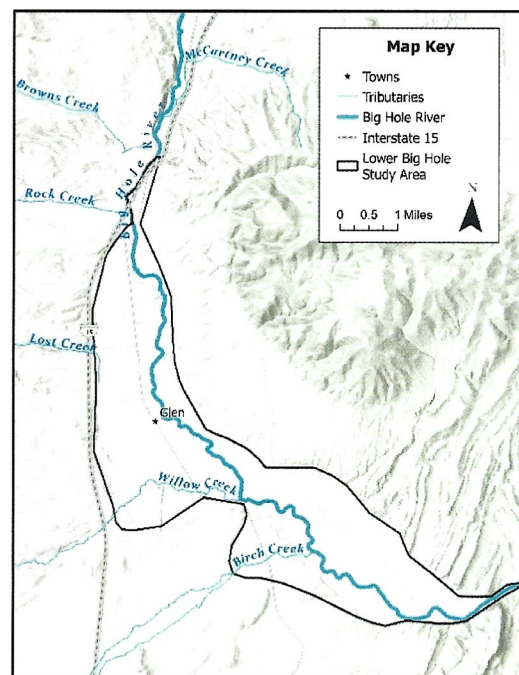 Map Key
Towns
Tributaries
Big Hole River
Interstate 15
Lower Big Hole
Study Area
N
0 0.5 1 Miles
McCartney Creek
Browns Creek
Big Hole River
Rock Creek
15
Lost Creek
Glen
Willow Creek
Birch Creek